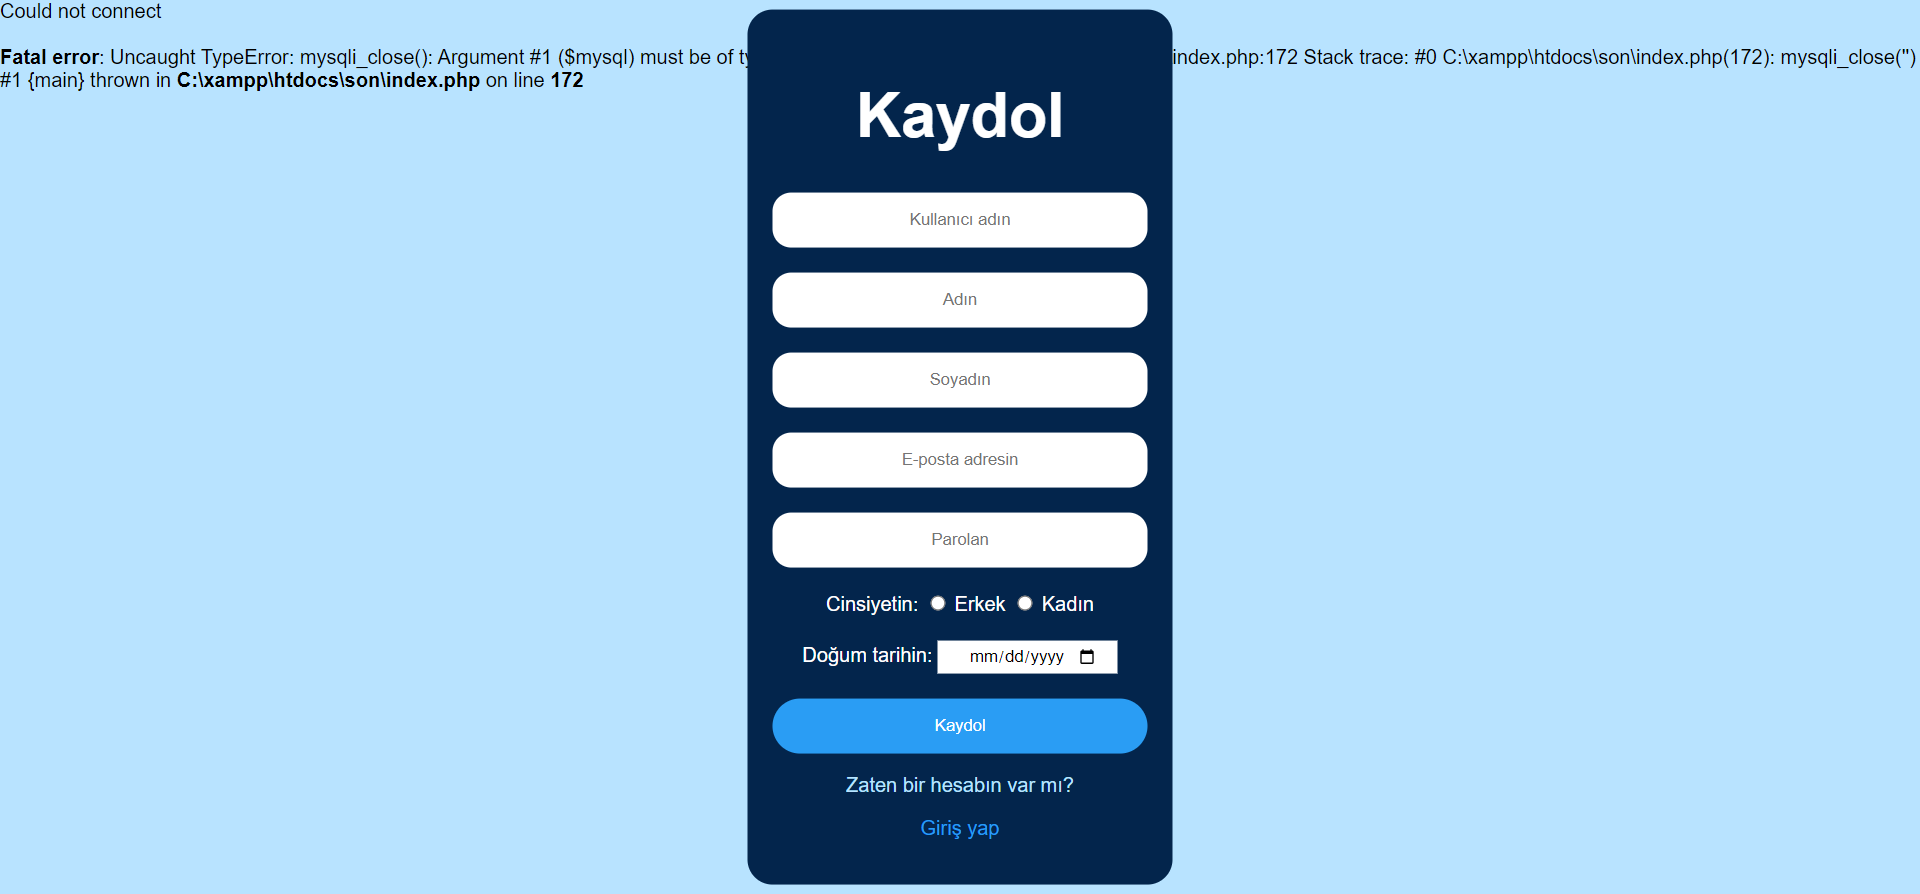 Could not connect
Fatal error: Uncaught TypeError: mysqli_close(): Argument #1 ($mysql) must be of index.php:172 Stack trace: #0 C:\xampp\htdocs\son\index.php(172): mysqli_close('')
#1 {main} thrown in C:\xampp\htdocs\son\index.php on line 172
Kaydol
Kullanıcı adın
Adın
Soyadın
E-posta adresin
Parolan
Cinsiyetin: Erkek Kadın
Doğum tarihin: mm/dd/yyyy
Kaydol
Zaten bir hesabın var mı?
Giriş yap